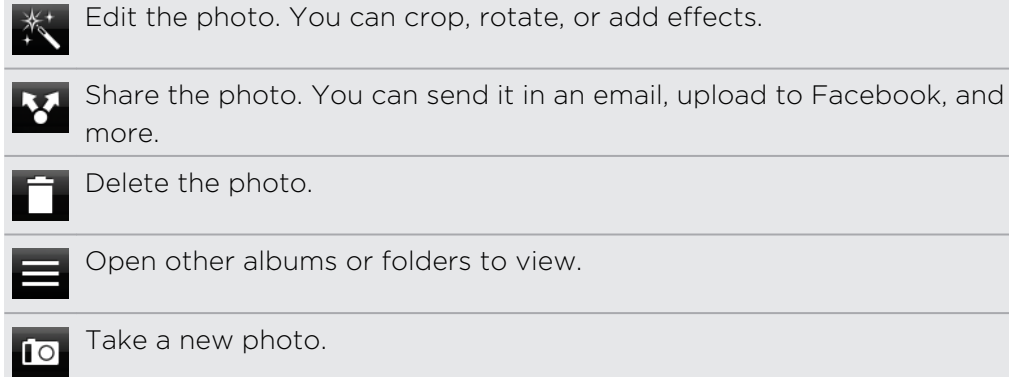 Edit the photo. You can crop, rotate, or add effects.
Share the photo. You can send it in an email, upload to Facebook, and
more.
Delete the photo.
Open other albums or folders to view.
Take a new photo.